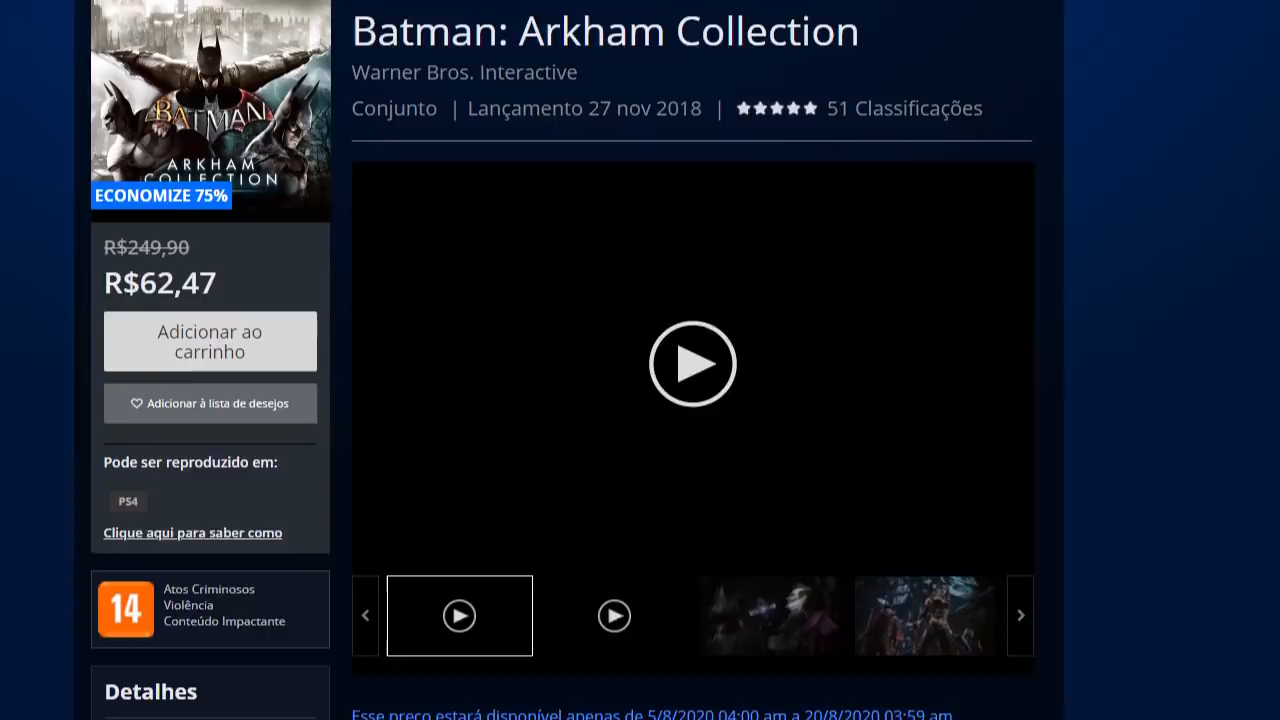 Batman: Arkham Collection
Warner Bros. Interactive
Conjunto | Lançamento 27 nov 2018 | 51 Classificações
BATMAN
ARKHAM
COLLECTION
ECONOMIZE 75%
R$249,90
R$62,47
Adicionar ao
carrinho
Adicionar à lista de desejos
Pode ser reproduzido em:
PS4
Clique aqui para saber como
14
Atos Criminosos
Violência
Conteúdo Impactante
Detalhes
Esse preço estará disponível apenas de 5/8/2020 04:00 am a 20/8/2020 03:59 am